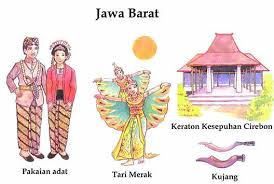 Jawa Barat
Keraton Kesepuhan Cirebon
Pakaian adat
Tari Merak
Kujang